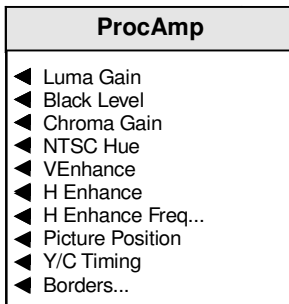 ProcAmp
Luma Gain
Black Level
Chroma Gain
NTSC Hue
VEnhance
H Enhance
H Enhance Freq...
Picture Position
Y/C Timing
Borders...